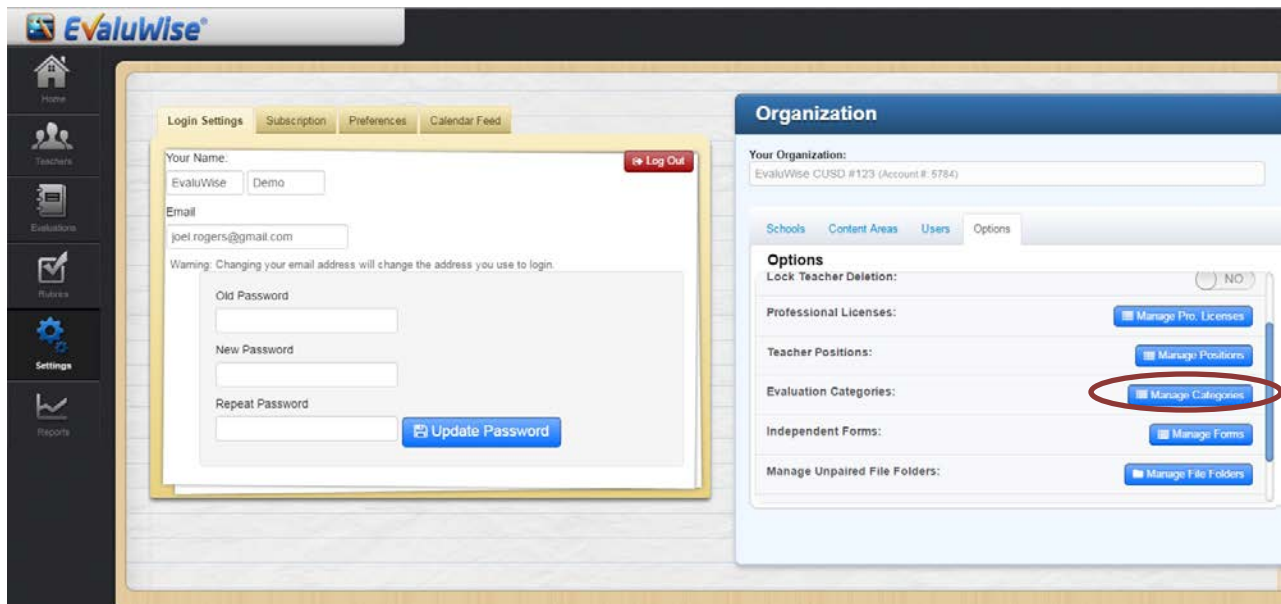 EvaluWise®
Home
Teachers
Evaluations
Rubrics
Settings
Reports
Login Settings
Subscription
Preferences
Calendar Feed
Your Name:
Log Out
EvaluWise
Demo
Email
joel.rogers@gmail.com
Warning: Changing your email address will change the address you use to login.
Old Password
New Password
Repeat Password
Update Password
Organization
Your Organization:
EvaluWise CUSD #123 (Account #: 5784)
Schools
Content Areas
Users
Options
Options
Lock Teacher Deletion:
NO
Professional Licenses:
Manage Pro. Licenses
Teacher Positions:
Manage Positions
Evaluation Categories:
Manage Categories
Independent Forms:
Manage Forms
Manage Unpaired File Folders:
Manage File Folders